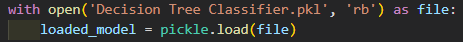 with open('Decision Tree Classifier.pkl', 'rb') as file:
    loaded_model = pickle.load(file)